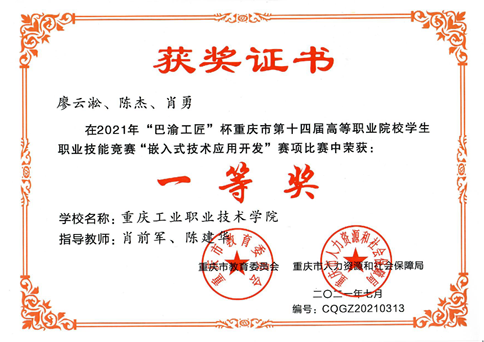 获奖证书
廖云淞、陈杰、肖勇
在2021年“巴渝工匠”杯重庆市第十四届高等职业院校学生
职业技能竞赛“嵌入式技术应用开发”赛项比赛中荣获：
一等奖
学校名称：重庆工业职业技术学院
指导教师：肖前军、陈建华
重庆市教育委员会 重庆市人力资源和社会保障局
二〇二一年七月
编号：CQGZ20210313